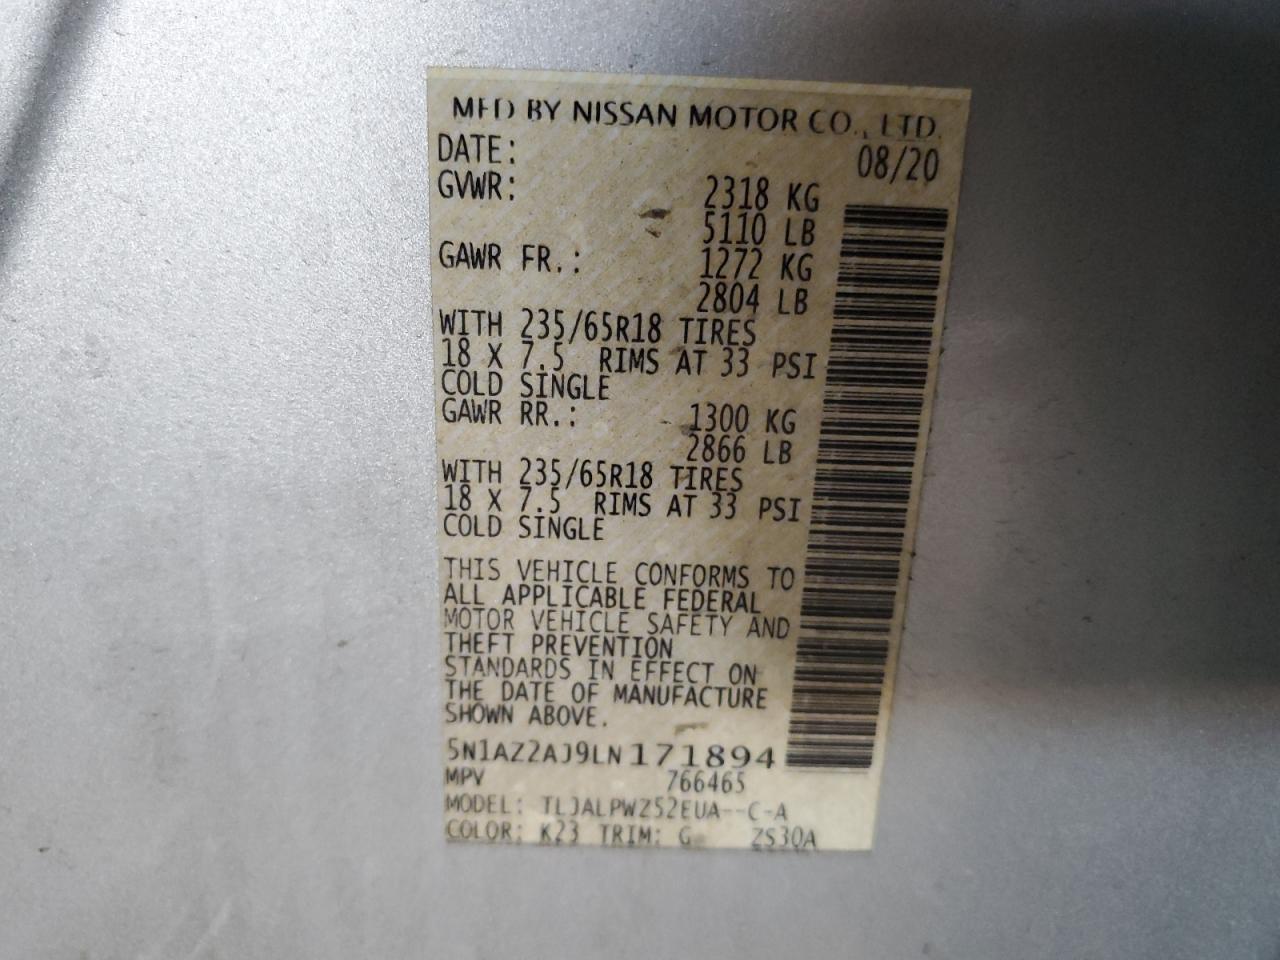 MFD BY NISSAN MOTOR CO., LTD.
DATE: 08/20
GVWR: 2318 KG
5110 LB
GAWR FR.: 1272 KG
2804 LB
WITH 235/65R18 TIRES
18 X 7.5 RIMS AT 33 PSI
COLD SINGLE
GAWR RR.: 1300 KG
2866 LB
WITH 235/65R18 TIRES
18 X 7.5 RIMS AT 33 PSI
COLD SINGLE
THIS VEHICLE CONFORMS TO
ALL APPLICABLE FEDERAL
MOTOR VEHICLE SAFETY AND
THEFT PREVENTION
STANDARDS IN EFFECT ON
THE DATE OF MANUFACTURE
SHOWN ABOVE.
5N1AZ2AJ9LN171894
MPV 766465
MODEL: TLJALPWZ52EUA--C-A
COLOR: K23 TRIM: G ZS30A